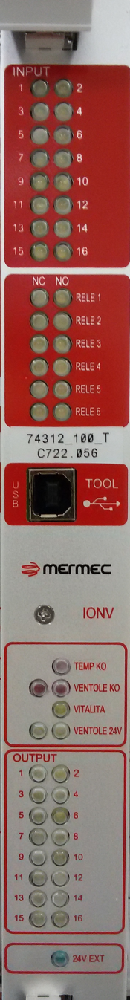 INPUT
1 2
3 4
5 6
7 8
9 10
11 12
13 14
15 16
NC NO
RELE 1
RELE 2
RELE 3
RELE 4
RELE 5
RELE 6
74312_100_T
C722.056
USB TOOL
mermec
IONV
TEMP KO
VENTOLE KO
VITALITA
VENTOLE 24V
OUTPUT
1 2
3 4
5 6
7 8
9 10
11 12
13 14
15 16
24V EXT